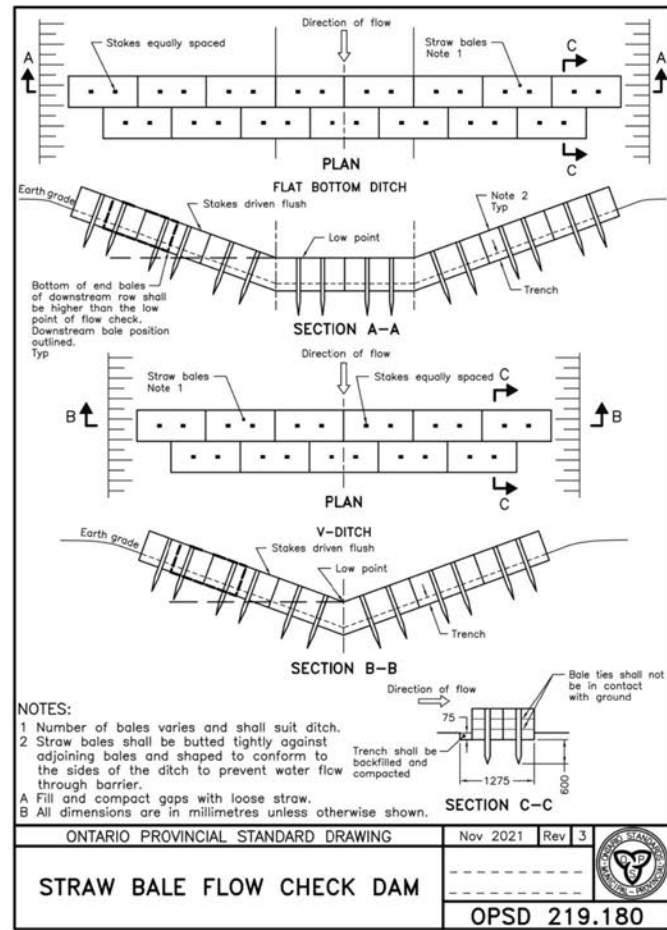 Direction of flow
Stakes equally spaced
Straw bales
Note 1
C
A
A
C
PLAN
FLAT BOTTOM DITCH
Earth grade
Stakes driven flush
Note 2
Typ
Low point
Trench
Bottom of end bales
of downstream row shall
be higher than the low
point of flow check.
Downstream bale position
outlined.
Typ
SECTION A-A
Direction of flow
Straw bales
Note 1
Stakes equally spaced
C
B
B
C
PLAN
V-DITCH
Earth grade
Stakes driven flush
Low point
Trench
SECTION B-B
Bale ties shall not
be in contact
with ground
Direction of flow
75
Trench shall be
backfilled and
compacted
1275
600
SECTION C-C
NOTES:
1 Number of bales varies and shall suit ditch.
2 Straw bales shall be butted tightly against
adjoining bales and shaped to conform to
the sides of the ditch to prevent water flow
through barrier.
A Fill and compact gaps with loose straw.
B All dimensions are in millimetres unless otherwise shown.
ONTARIO PROVINCIAL STANDARD DRAWING
Nov 2021
Rev
3
STRAW BALE FLOW CHECK DAM
ONTARIO STANDARDS
MUNICIPAL - PROVINCIAL
O P S
OPSD 219.180